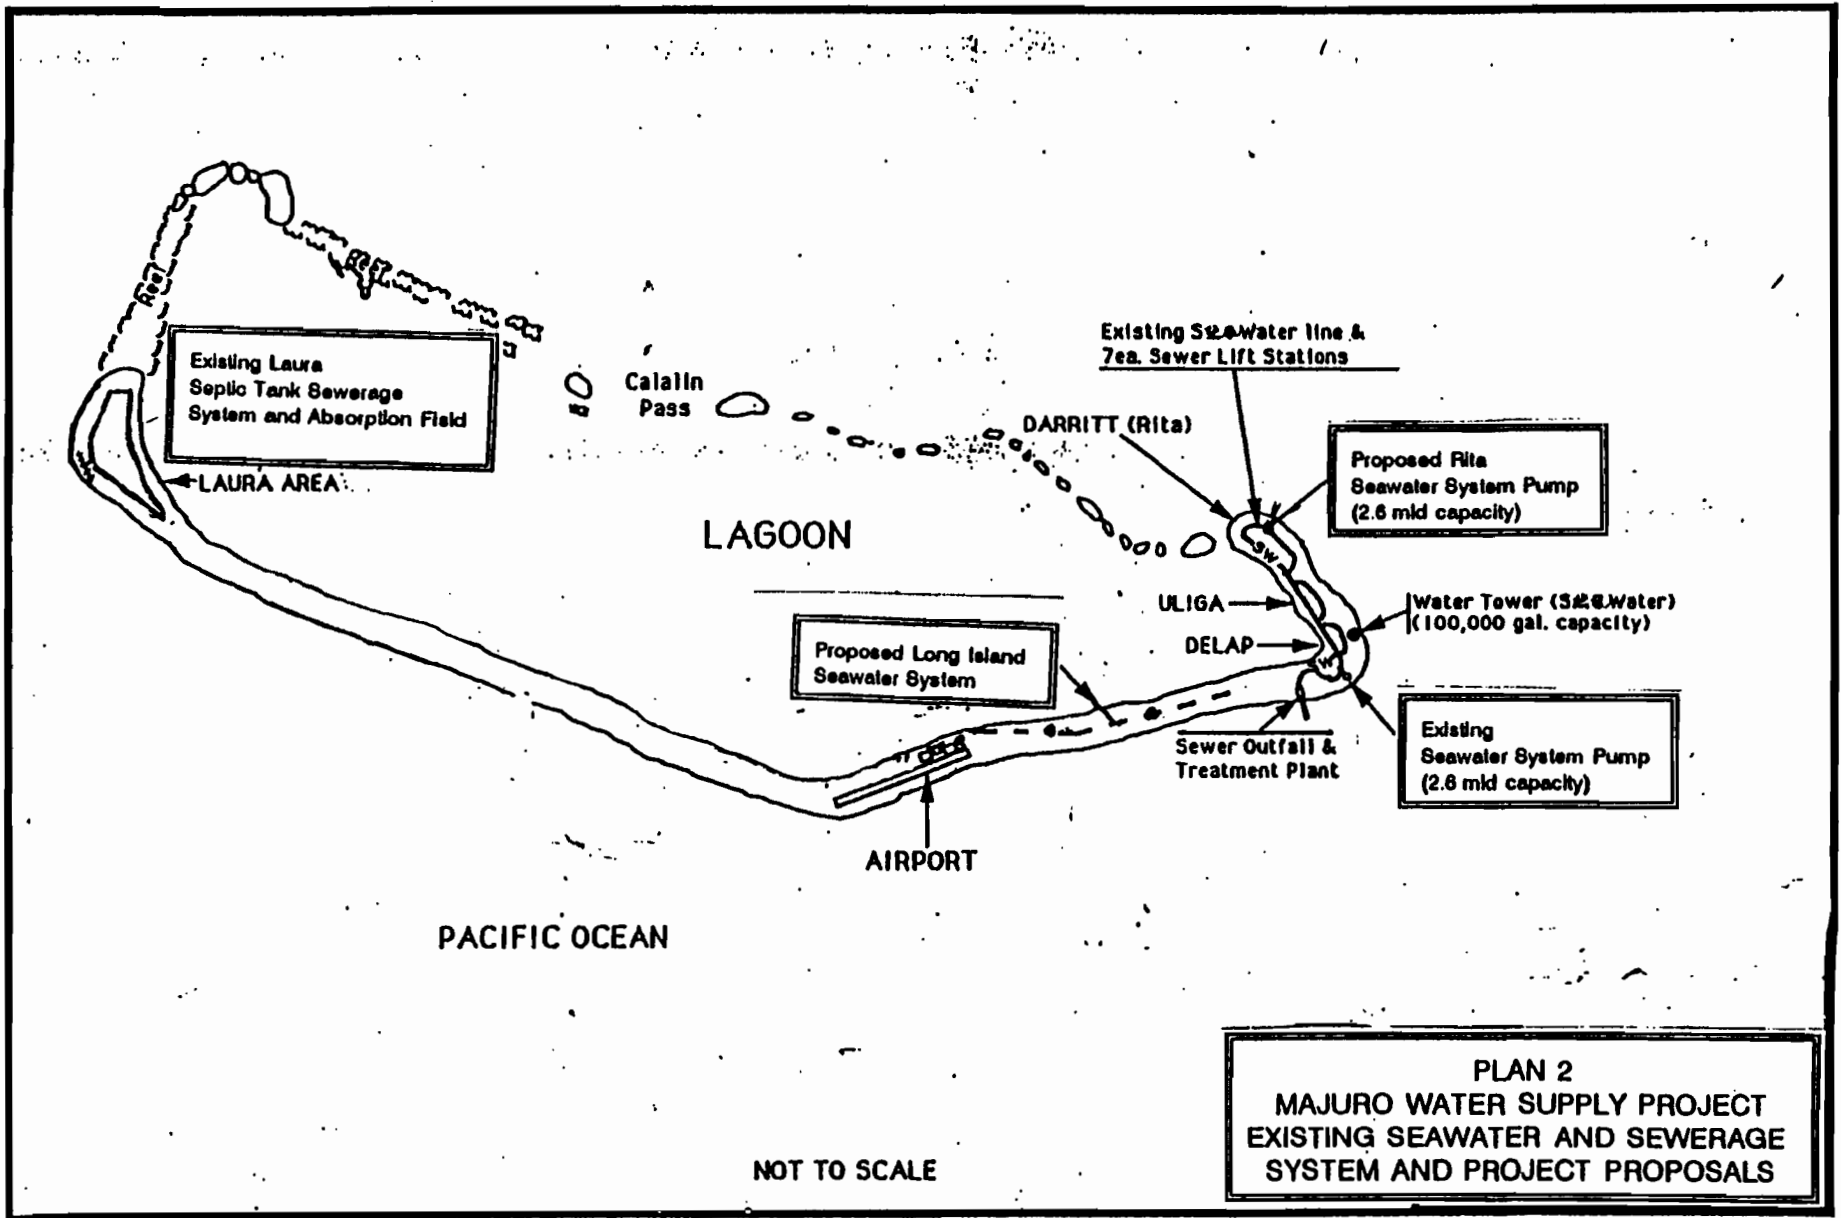 Reef
REEF
Existing Laura
Septic Tank Sewerage
System and Absorption Field
LAURA AREA
Calalin
Pass
LAGOON
Existing Water line &
7ea. Sewer Lift Stations
DARRITT (Rita)
Proposed Rita
Seawater System Pump
(2.6 mld capacity)
SW
ULIGA
DELAP
Water Tower (Water)
(100,000 gal. capacity)
Proposed Long Island
Seawater System
Sewer Outfall &
Treatment Plant
Existing
Seawater System Pump
(2.6 mld capacity)
AIRPORT
PACIFIC OCEAN
NOT TO SCALE
PLAN 2
MAJURO WATER SUPPLY PROJECT
EXISTING SEAWATER AND SEWERAGE
SYSTEM AND PROJECT PROPOSALS